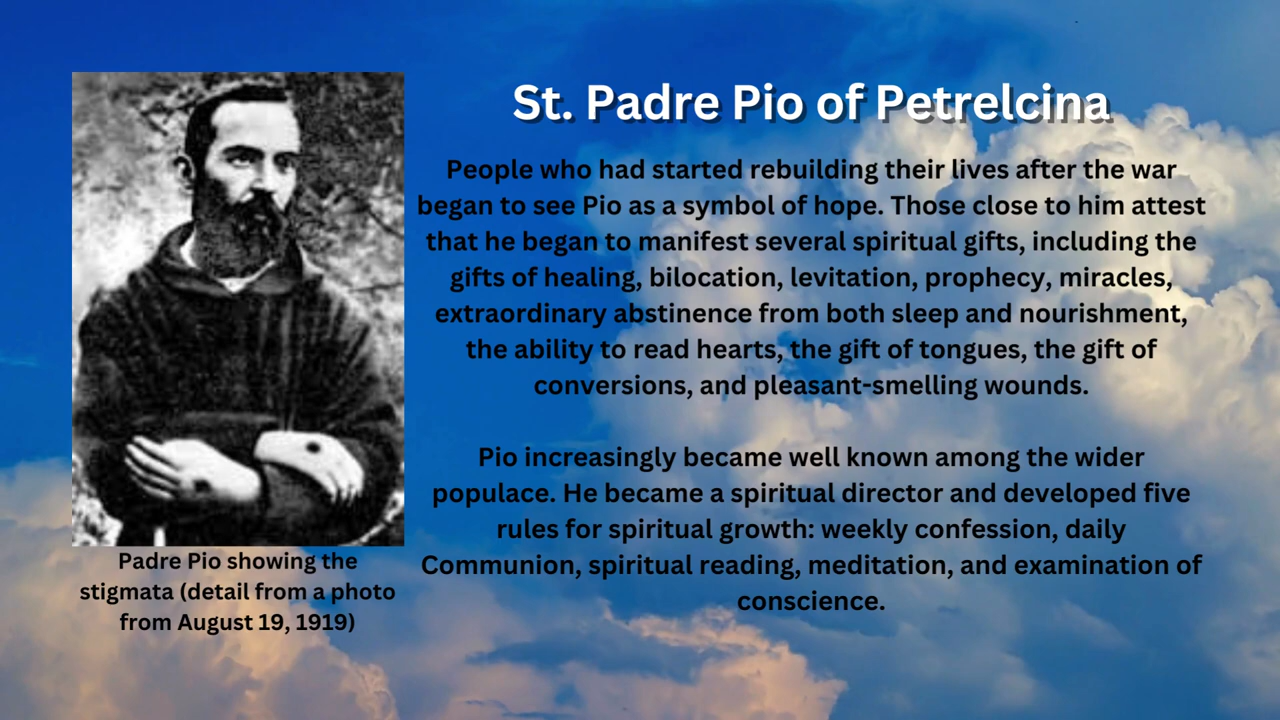 St. Padre Pio of Petrelcina
People who had started rebuilding their lives after the war
began to see Pio as a symbol of hope. Those close to him attest
that he began to manifest several spiritual gifts, including the
gifts of healing, bilocation, levitation, prophecy, miracles,
extraordinary abstinence from both sleep and nourishment,
the ability to read hearts, the gift of tongues, the gift of
conversions, and pleasant-smelling wounds.
Pio increasingly became well known among the wider
populace. He became a spiritual director and developed five
rules for spiritual growth: weekly confession, daily
Communion, spiritual reading, meditation, and examination of
conscience.
Padre Pio showing the
stigmata (detail from a photo
from August 19, 1919)